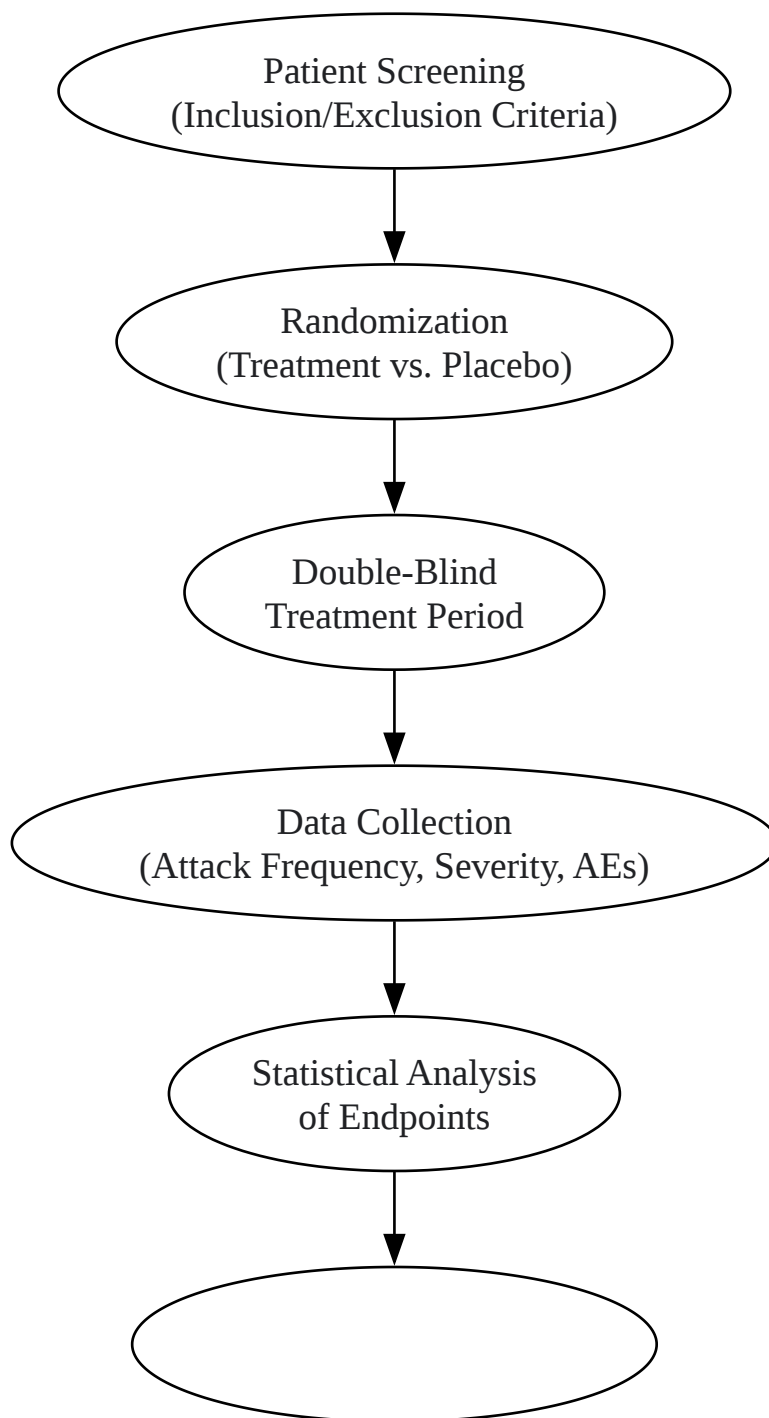 Patient Screening
(Inclusion/Exclusion Criteria)
Randomization
(Treatment vs. Placebo)
Double-Blind
Treatment Period
Data Collection
(Attack Frequency, Severity, AEs)
Statistical Analysis
of Endpoints